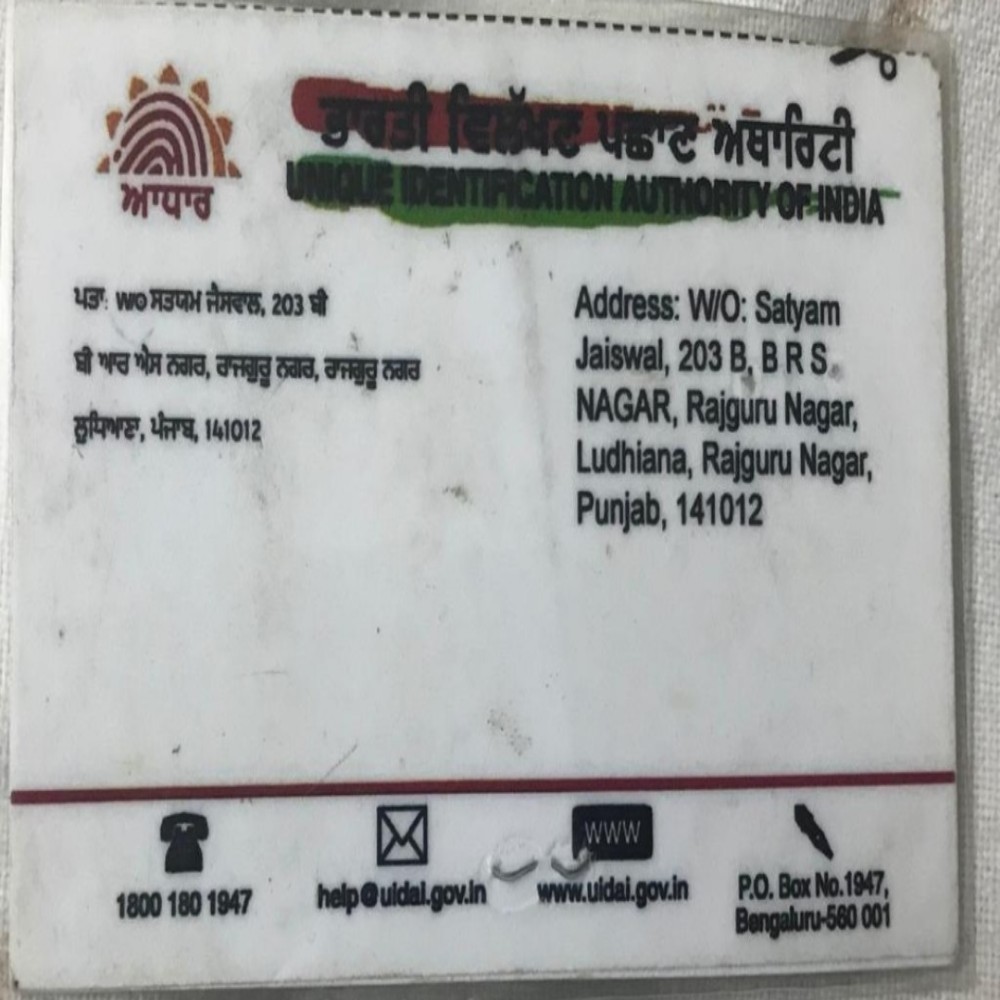 ਭਾਰਤੀ ਵਿਲੱਖਣ ਪਛਾਣ ਅਥਾਰਿਟੀ
UNIQUE IDENTIFICATION AUTHORITY OF INDIA
ਆਧਾਰ
ਪਤਾ: W/O ਸਤਯਮ ਜੈਸਵਾਲ, 203 ਬੀ
ਬੀ ਆਰ ਐਸ ਨਗਰ, ਰਾਜਗੁਰੂ ਨਗਰ, ਰਾਜਗੁਰੂ ਨਗਰ
ਲੁਧਿਆਣਾ, ਪੰਜਾਬ, 141012
Address: W/O: Satyam
Jaiswal, 203 B, B R S
NAGAR, Rajguru Nagar,
Ludhiana, Rajguru Nagar,
Punjab, 141012
WWW
1800 180 1947
help@uidai.gov.in
www.uidai.gov.in
P.O. Box No.1947,
Bengaluru-560 001